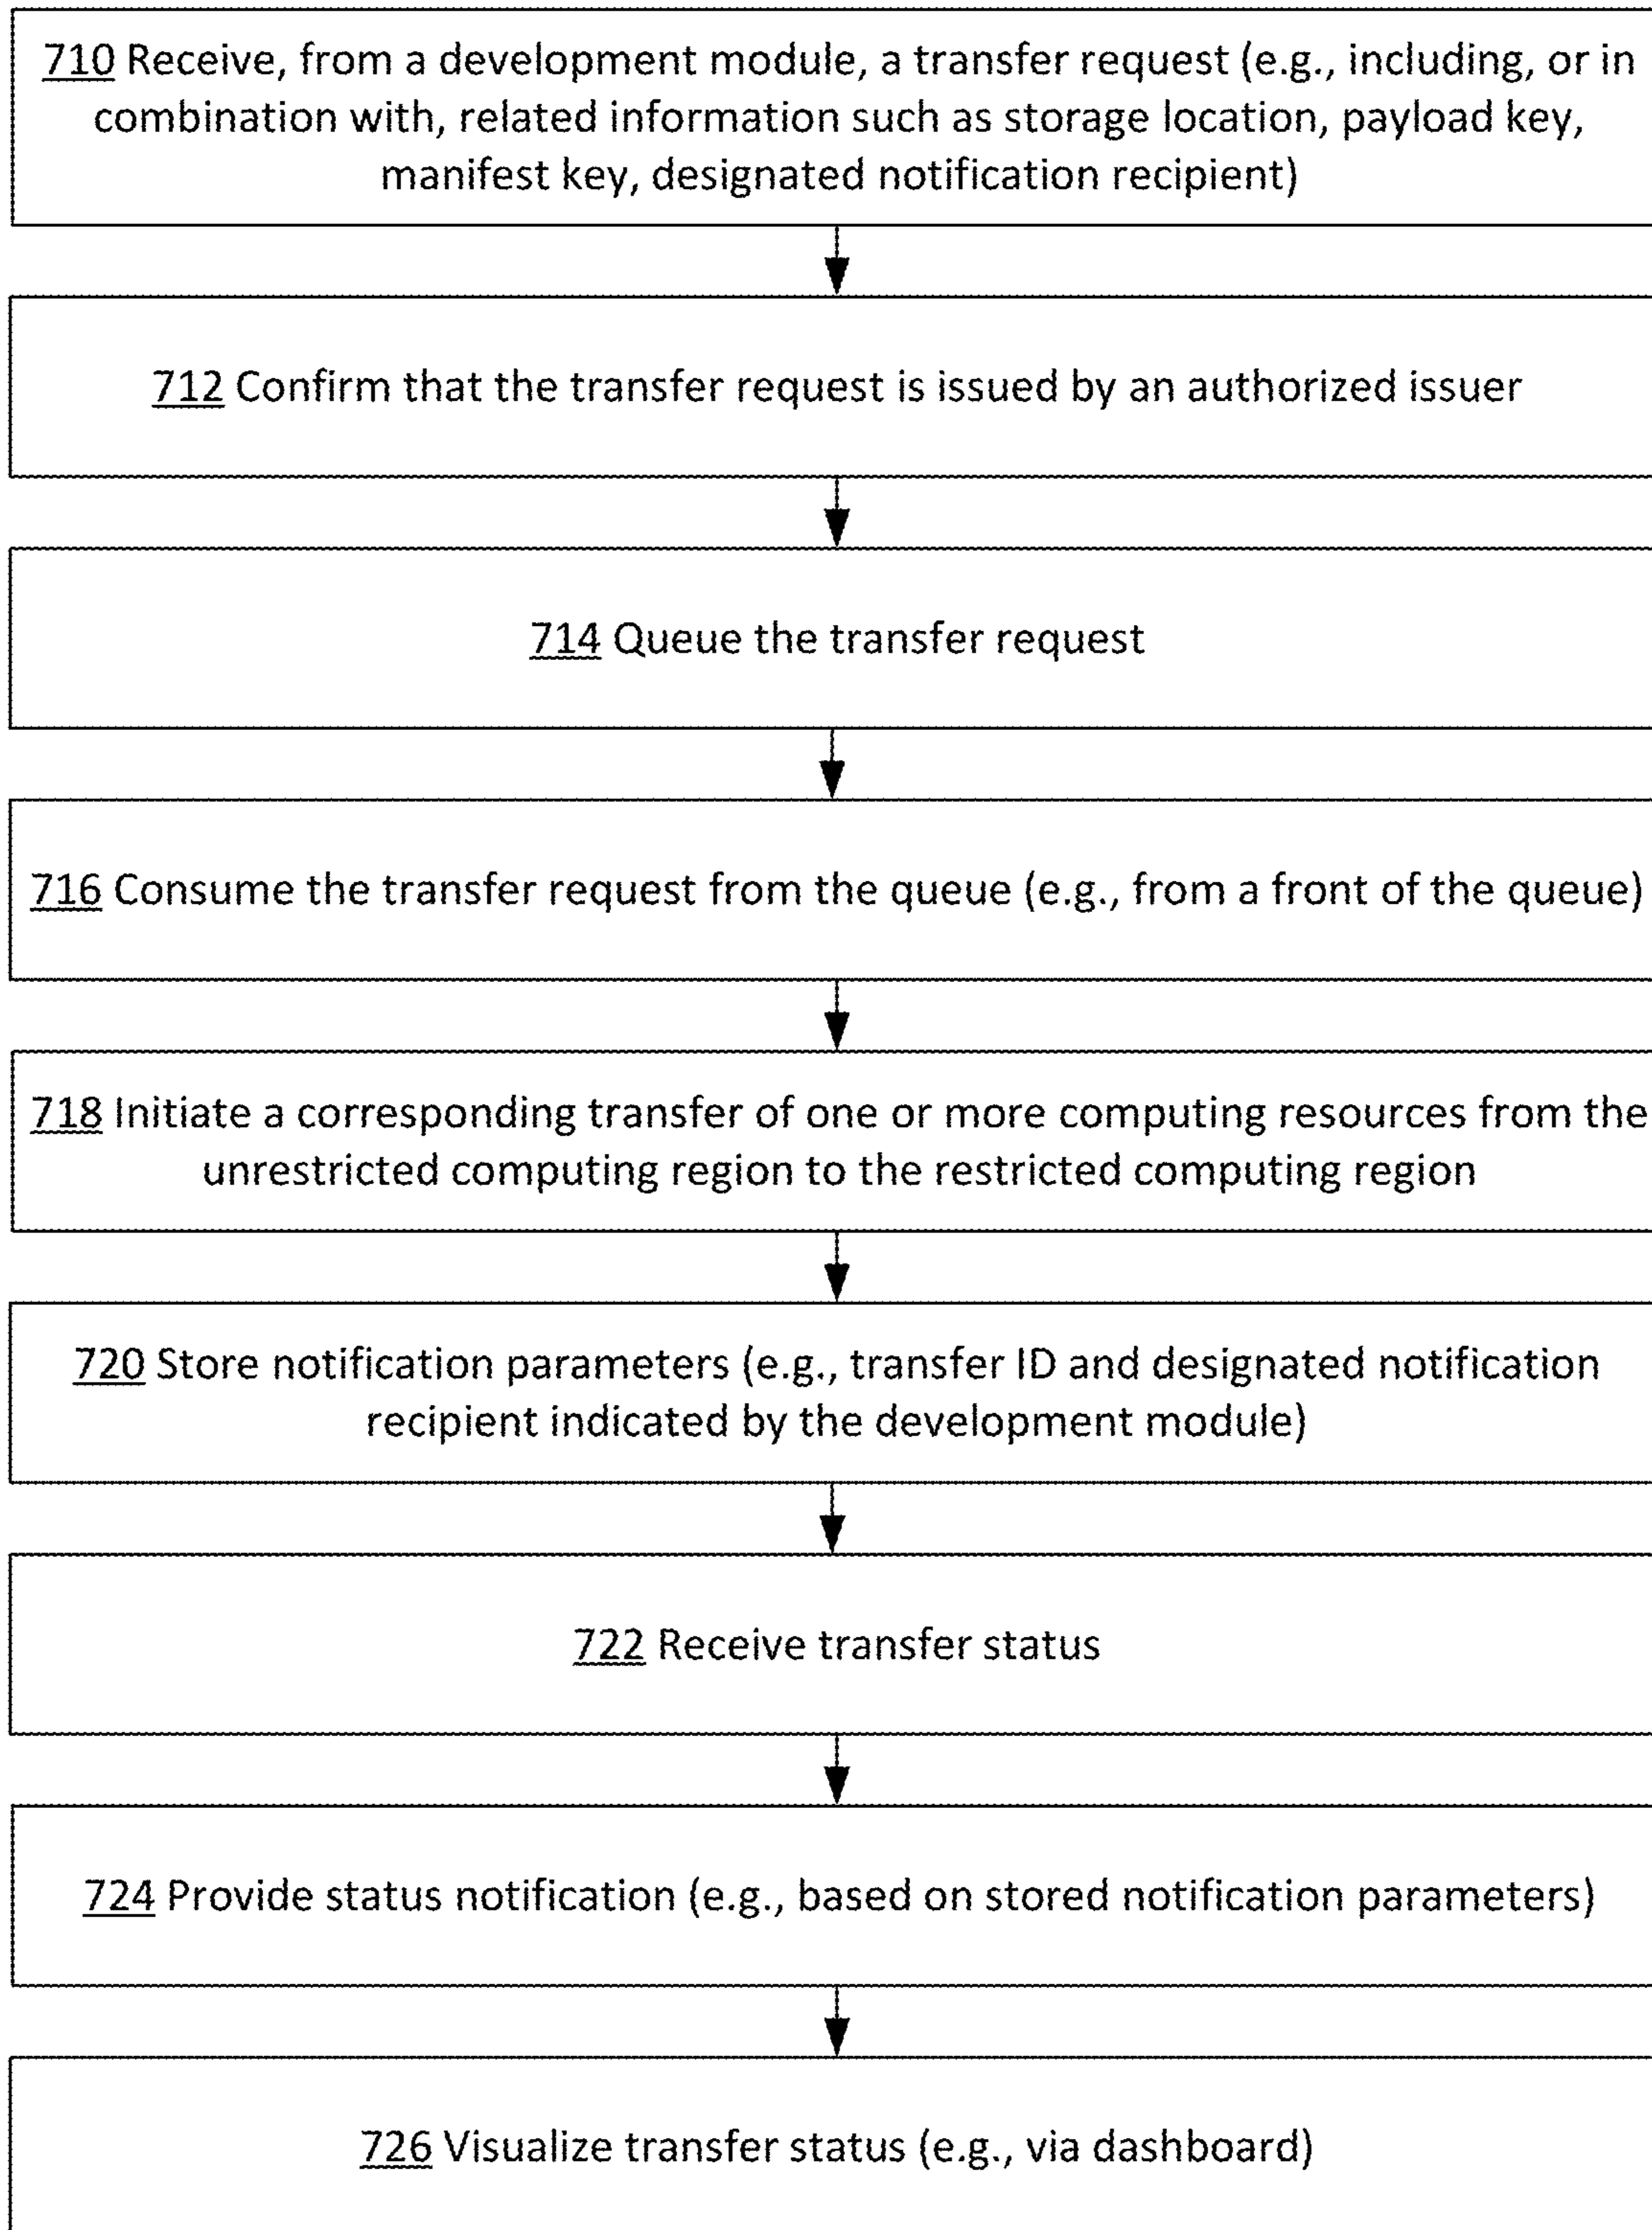 710 Receive, from a development module, a transfer request (e.g., including, or in
combination with, related information such as storage location, payload key,
manifest key, designated notification recipient)
712 Confirm that the transfer request is issued by an authorized issuer
714 Queue the transfer request
716 Consume the transfer request from the queue (e.g., from a front of the queue)
718 Initiate a corresponding transfer of one or more computing resources from the
unrestricted computing region to the restricted computing region
720 Store notification parameters (e.g., transfer ID and designated notification
recipient indicated by the development module)
722 Receive transfer status
724 Provide status notification (e.g., based on stored notification parameters)
726 Visualize transfer status (e.g., via dashboard)